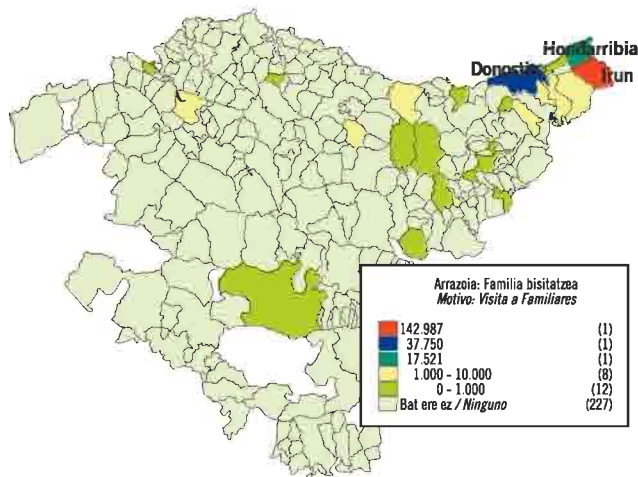 Hondarribia
Donostia
Irun
Arrazoia: Familia bisitatzea
Motivo: Visita a Familiares
142.987 (1)
37.750 (1)
17.521 (1)
1.000 - 10.000 (8)
0 - 1.000 (12)
Bat ere ez / Ninguno (227)